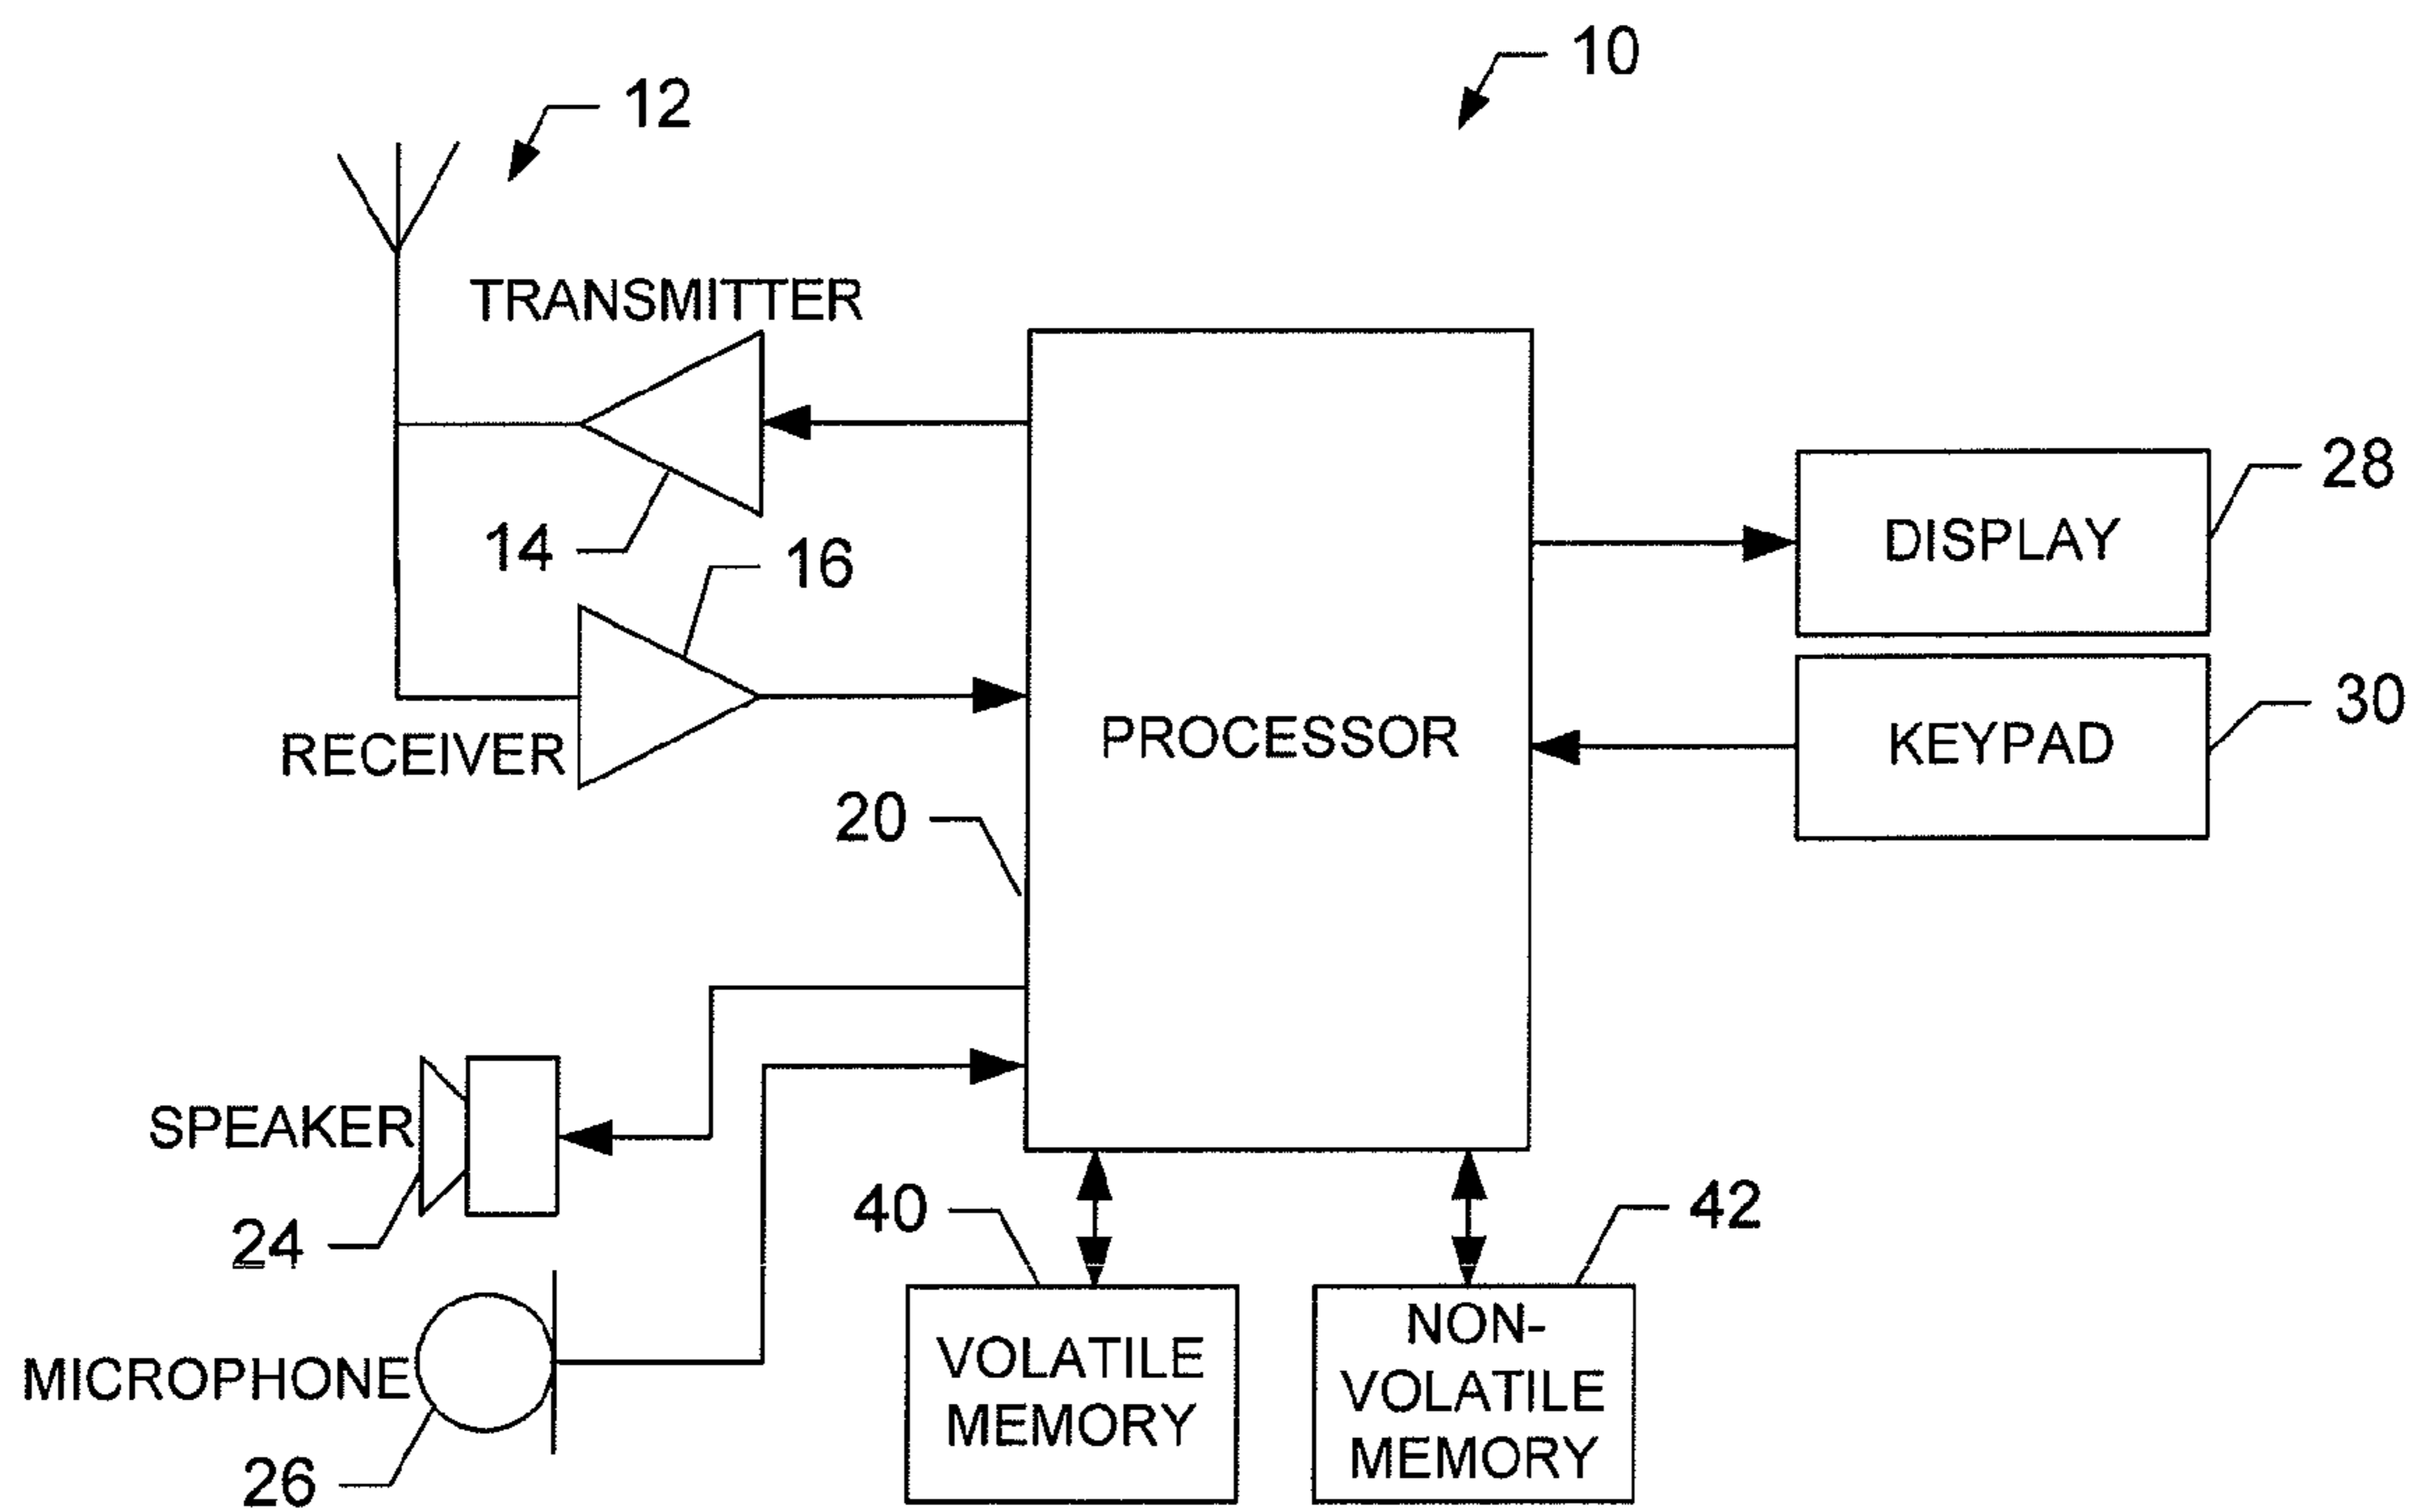 10
12
TRANSMITTER
14
16
RECEIVER
20
PROCESSOR
DISPLAY
28
KEYPAD
30
SPEAKER
24
MICROPHONE
26
40
VOLATILE
MEMORY
42
NON-
VOLATILE
MEMORY